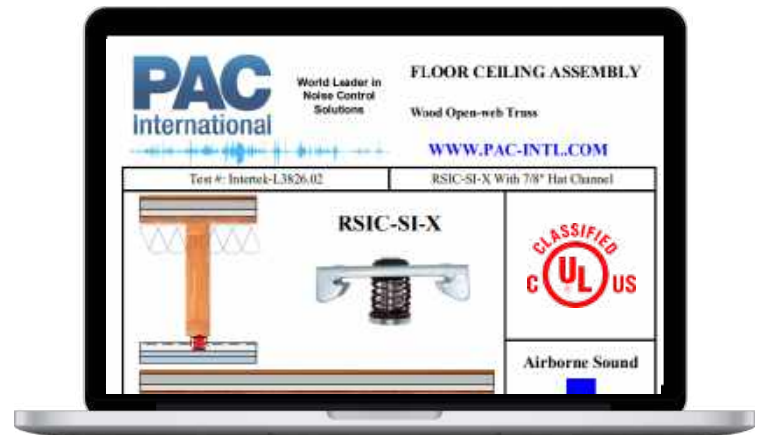 PAC
International
World Leader in
Noise Control
Solutions
FLOOR CEILING ASSEMBLY
Wood Open-web Truss
WWW.PAC-INTL.COM
Test #: Intertek-L3826.02
RSIC-SI-X With 7/8" Hat Channel
RSIC-SI-X
CLASSIFIED
C UL US
Airborne Sound